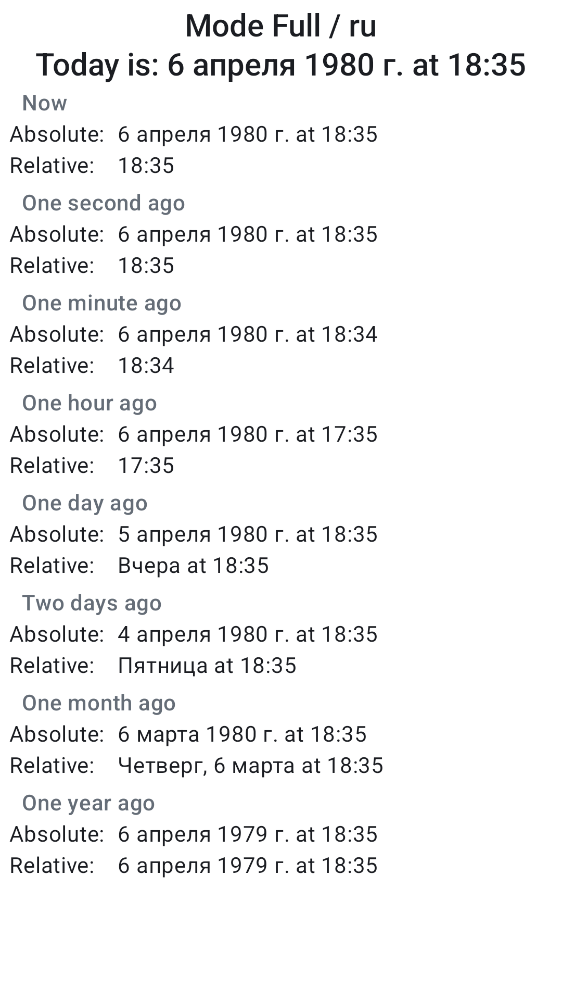 Mode Full / ru
Today is: 6 апреля 1980 г. at 18:35
Now
Absolute: 6 апреля 1980 г. at 18:35
Relative: 18:35
One second ago
Absolute: 6 апреля 1980 г. at 18:35
Relative: 18:35
One minute ago
Absolute: 6 апреля 1980 г. at 18:34
Relative: 18:34
One hour ago
Absolute: 6 апреля 1980 г. at 17:35
Relative: 17:35
One day ago
Absolute: 5 апреля 1980 г. at 18:35
Relative: Вчера at 18:35
Two days ago
Absolute: 4 апреля 1980 г. at 18:35
Relative: Пятница at 18:35
One month ago
Absolute: 6 марта 1980 г. at 18:35
Relative: Четверг, 6 марта at 18:35
One year ago
Absolute: 6 апреля 1979 г. at 18:35
Relative: 6 апреля 1979 г. at 18:35